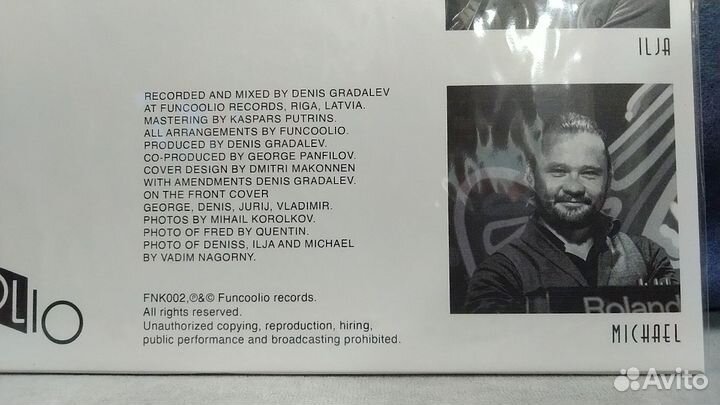 ILJA
RECORDED AND MIXED BY DENIS GRADALEV
AT FUNCOOLIO RECORDS, RIGA, LATVIA.
MASTERING BY KASPARS PUTRINS.
ALL ARRANGEMENTS BY FUNCOOLIO.
PRODUCED BY DENIS GRADALEV.
CO-PRODUCED BY GEORGE PANFILOV.
COVER DESIGN BY DMITRI MAKONNEN
WITH AMENDMENTS DENIS GRADALEV.
ON THE FRONT COVER
GEORGE, DENIS, JURIJ, VLADIMIR.
PHOTOS BY MIHAIL KOROLKOV.
PHOTO OF FRED BY QUENTIN.
PHOTO OF DENISS, ILJA AND MICHAEL
BY VADIM NAGORNY.
OLIO
FNK002,℗&© Funcoolio records.
All rights reserved.
Unauthorized copying, reproduction, hiring,
public performance and broadcasting prohibited.
Roland
MICHAEL
Avito